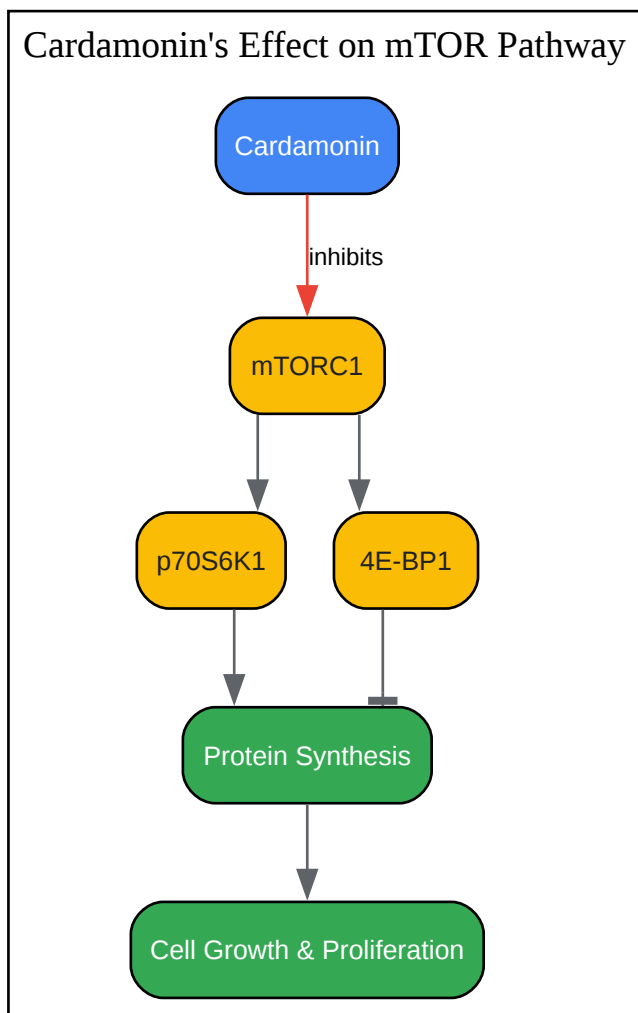 Cardamonin's Effect on mTOR Pathway
Cardamonin
inhibits
mTORC1
p70S6K1
4E-BP1
Protein Synthesis
Cell Growth & Proliferation